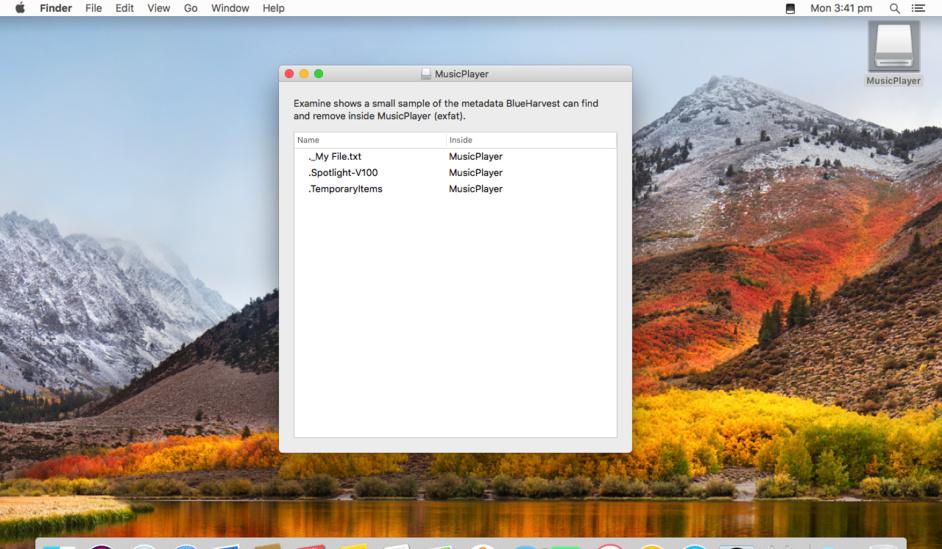 Finder File Edit View Go Window Help Mon 3:41 pm
MusicPlayer
MusicPlayer
Examine shows a small sample of the metadata BlueHarvest can find
and remove inside MusicPlayer (exfat).
Name Inside
._My File.txt MusicPlayer
.Spotlight-V100 MusicPlayer
.TemporaryItems MusicPlayer